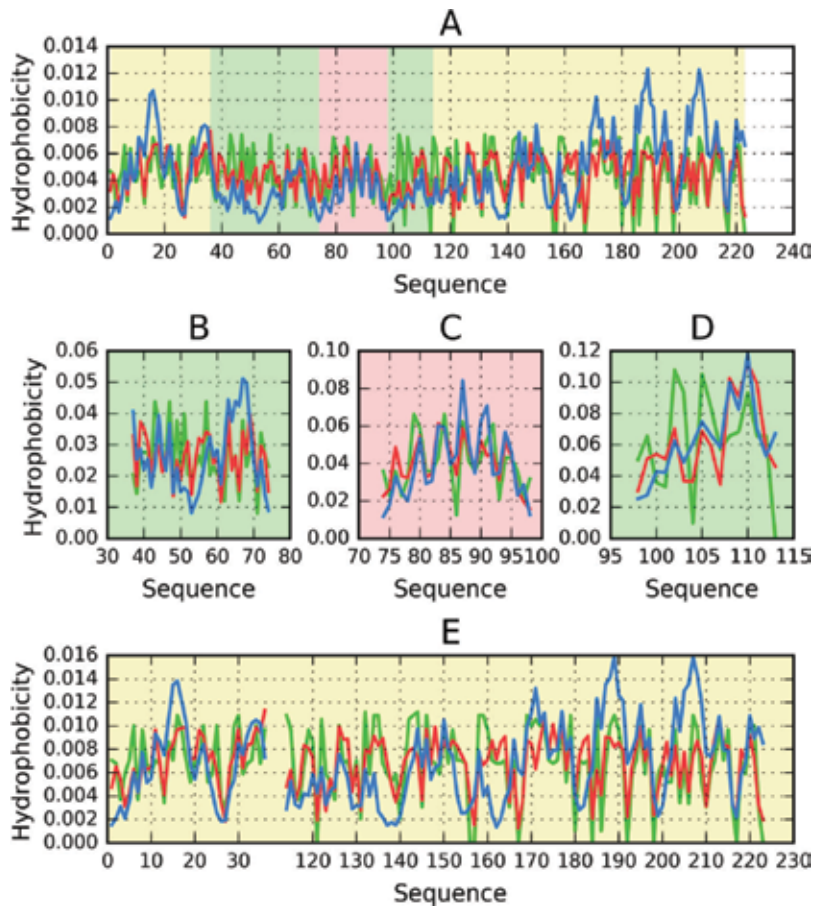 A
Hydrophobicity
0.014
0.012
0.010
0.008
0.006
0.004
0.002
0.000
0 20 40 60 80 100 120 140 160 180 200 220 240
Sequence
B
Hydrophobicity
0.06
0.05
0.04
0.03
0.02
0.01
0.00
30 40 50 60 70 80
Sequence
C
0.10
0.08
0.06
0.04
0.02
0.00
70 75 80 85 90 95 100
Sequence
D
0.12
0.10
0.08
0.06
0.04
0.02
0.00
95 100 105 110 115
Sequence
E
Hydrophobicity
0.016
0.014
0.012
0.010
0.008
0.006
0.004
0.002
0.000
0 10 20 30 120 130 140 150 160 170 180 190 200 210 220 230
Sequence